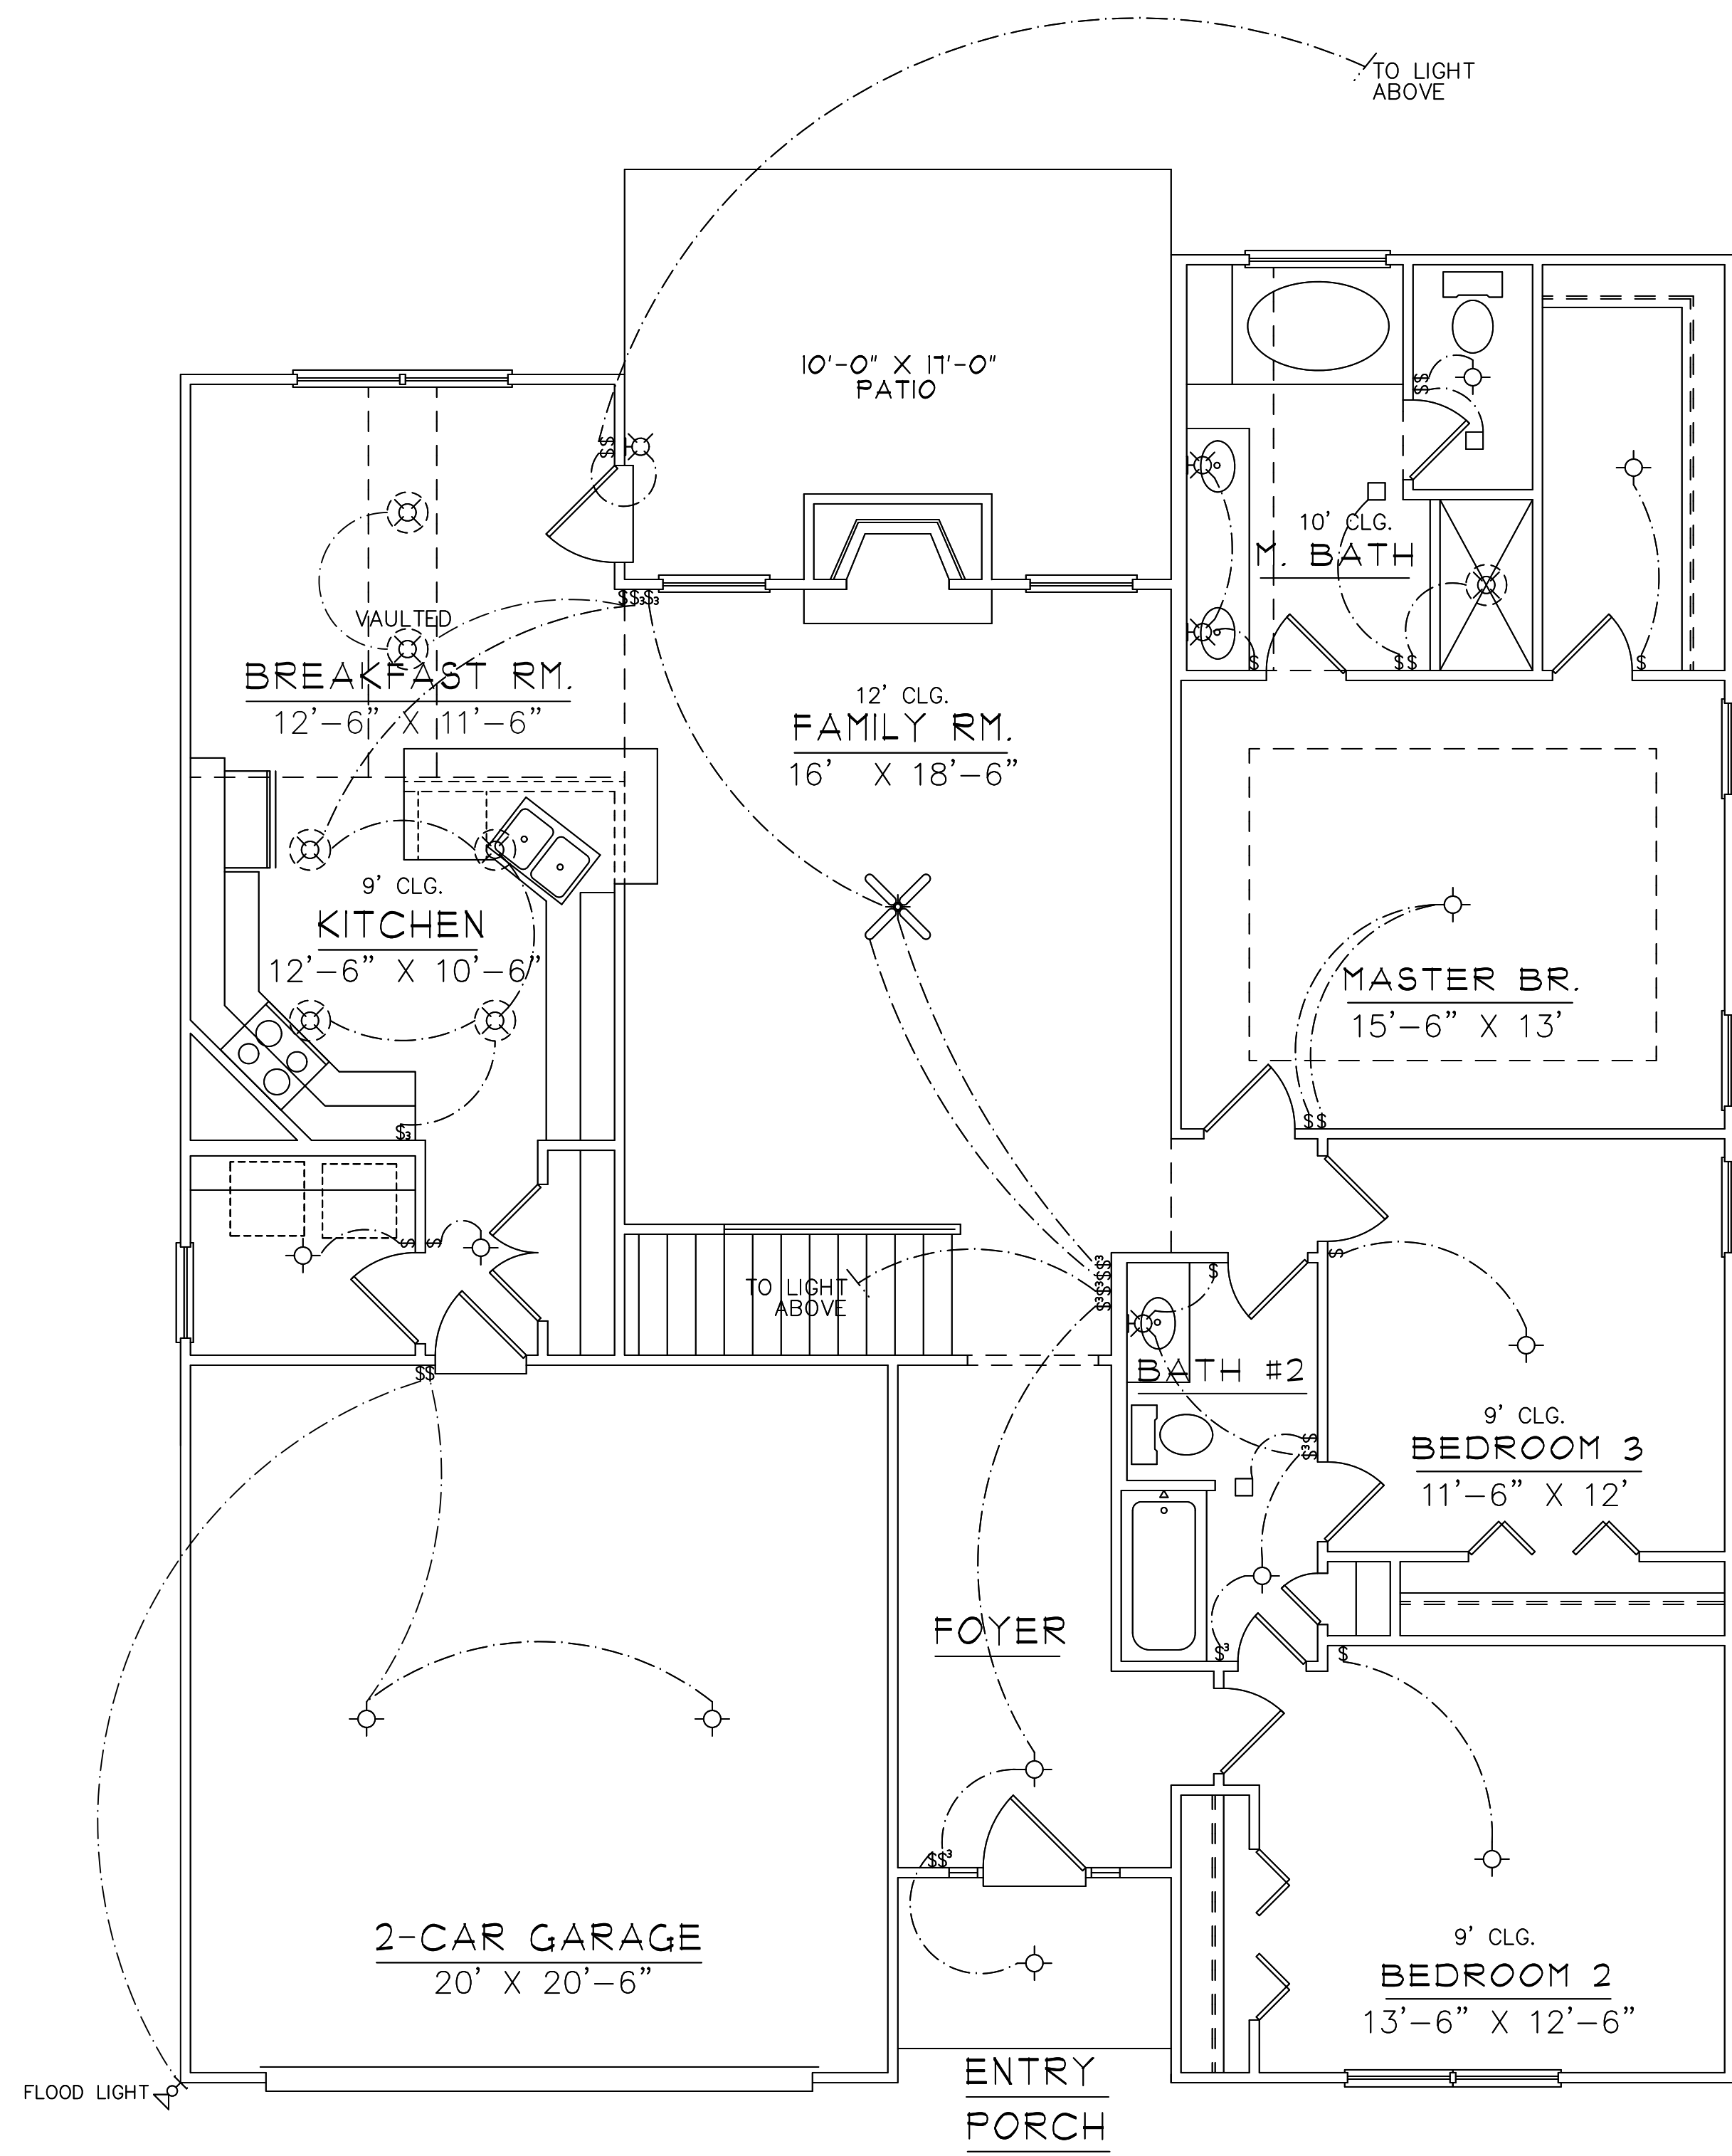 TO LIGHT
ABOVE
10'-0" X 17'-0"
PATIO
10' CLG.
M. BATH
VAULTED
BREAKFAST RM.
12'-6" X 11'-6"
12' CLG.
FAMILY RM.
16' X 18'-6"
9' CLG.
KITCHEN
12'-6" X 10'-6"
MASTER BR.
15'-6" X 13'
TO LIGHT
ABOVE
BATH #2
9' CLG.
BEDROOM 3
11'-6" X 12'
FOYER
2-CAR GARAGE
20' X 20'-6"
9' CLG.
BEDROOM 2
13'-6" X 12'-6"
FLOOD LIGHT
ENTRY
PORCH